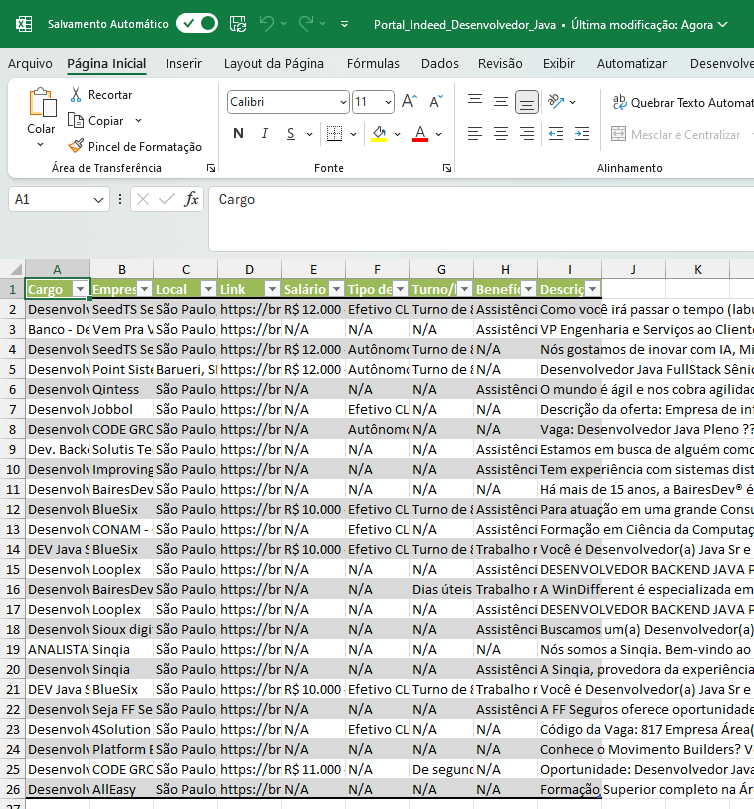 Salvamento Automático Portal_Indeed_Desenvolvedor_Java • Última modificação: Agora
Arquivo Página Inicial Inserir Layout da Página Fórmulas Dados Revisão Exibir Automatizar Desenvolve
Colar Recortar
Copiar
Pincel de Formatação
Calibri 11
N I S
Quebrar Texto Automat
Mesclar e Centralizar
Área de Transferência Fonte Alinhamento
A1 fx Cargo
A B C D E F G H I J K
1 Cargo Empres Local Link Salário Tipo de Turno/ Benefíc Descriç
2 Desenvolv SeedTS Se São Paulo, https://br R$ 12.000 Efetivo CL Turno de 8 Assistênci Como você irá passar o tempo (labu
3 Banco - De Vem Pra V São Paulo, https://br N/A N/A N/A Assistênci VP Engenharia e Serviços ao Cliente
4 Desenvolv SeedTS Se São Paulo, https://br R$ 12.000 Autônomo Turno de 8 N/A Nós gostamos de inovar com IA, Mi
5 Desenvolv Point Siste Barueri, S https://br R$ 12.000 Autônomo Turno de 8 N/A Desenvolvedor Java FullStack Sênic
6 Desenvolv Qintess São Paulo https://br N/A N/A N/A Assistênci O mundo é ágil e nos cobra agilidad
7 Desenvolv Jobbol São Paulo, https://br N/A Efetivo CL N/A N/A Descrição da oferta: Empresa de inf
8 Desenvolv CODE GRO São Paulo, https://br N/A Autônomo N/A N/A Vaga: Desenvolvedor Java Pleno ??
9 Dev. Backe Solutis Tec São Paulo, https://br N/A N/A N/A Assistênci Estamos em busca de alguém como
10 Desenvolv Improving São Paulo, https://br N/A N/A N/A Assistênci Tem experiência com sistemas dist
11 Desenvolv BairesDev São Paulo, https://br N/A N/A N/A N/A Há mais de 15 anos, a BairesDev® é
12 Desenvolv BlueSix São Paulo, https://br R$ 10.000 Efetivo CL Turno de 8 Assistênci Para atuação em uma grande Consu
13 Desenvolv CONAM - São Paulo, https://br N/A Efetivo CL N/A Assistênci Formação em Ciência da Computaç
14 DEV Java S BlueSix São Paulo, https://br R$ 10.000 Efetivo CL Turno de 8 Trabalho r Você é Desenvolvedor(a) Java Sr e
15 Desenvolv Looplex São Paulo, https://br N/A N/A N/A Assistênci DESENVOLVEDOR BACKEND JAVA P
16 Desenvolv BairesDev São Paulo, https://br N/A N/A Dias úteis Trabalho r A WinDifferent é especializada em
17 Desenvolv Looplex São Paulo, https://br N/A N/A N/A Assistênci DESENVOLVEDOR BACKEND JAVA P
18 Desenvolv Sioux digi São Paulo, https://br N/A N/A N/A Assistênci Buscamos um(a) Desenvolvedor(a)
19 ANALISTA Sinqia São Paulo, https://br N/A N/A N/A N/A Nós somos a Sinqia. Bem-vindo ao
20 Desenvolv Sinqia São Paulo, https://br N/A N/A N/A Assistênci A Sinqia, provedora da experiência
21 DEV Java S BlueSix São Paulo, https://br R$ 10.000 Efetivo CL Turno de 8 Trabalho r Você é Desenvolvedor(a) Java Sr e
22 Desenvolv Seja FF Se São Paulo, https://br N/A N/A N/A Assistênci A FF Seguros oferece oportunidade
23 Desenvolv 4Solution São Paulo, https://br N/A Efetivo CL N/A N/A Código da Vaga: 817 Empresa Área(
24 Desenvolv Platform B São Paulo, https://br N/A N/A N/A N/A Conhece o Movimento Builders? V
25 Desenvolv CODE GRO São Paulo, https://br R$ 11.000 N/A De segun N/A Oportunidade: Desenvolvedor Java
26 Desenvolv AllEasy São Paulo, https://br N/A N/A N/A N/A Formação Superior completo na Ár
27